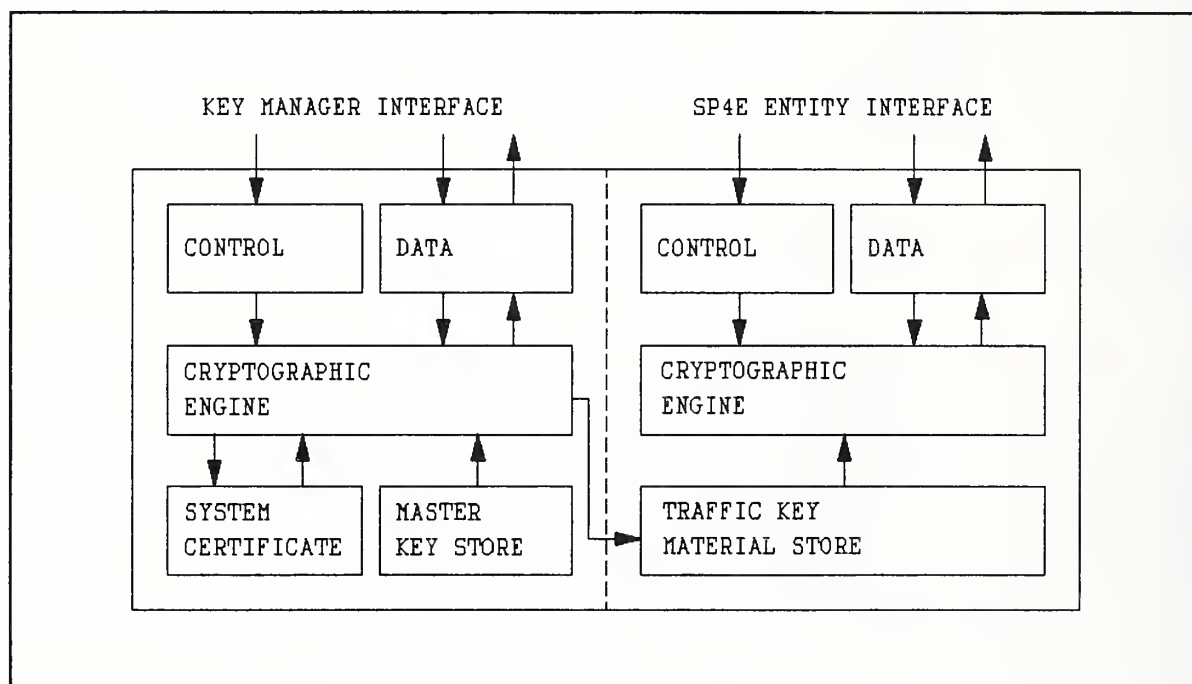 KEY MANAGER INTERFACE
SP4E ENTITY INTERFACE
CONTROL
DATA
CONTROL
DATA
CRYPTOGRAPHIC
ENGINE
CRYPTOGRAPHIC
ENGINE
SYSTEM
CERTIFICATE
MASTER
KEY STORE
TRAFFIC KEY
MATERIAL STORE